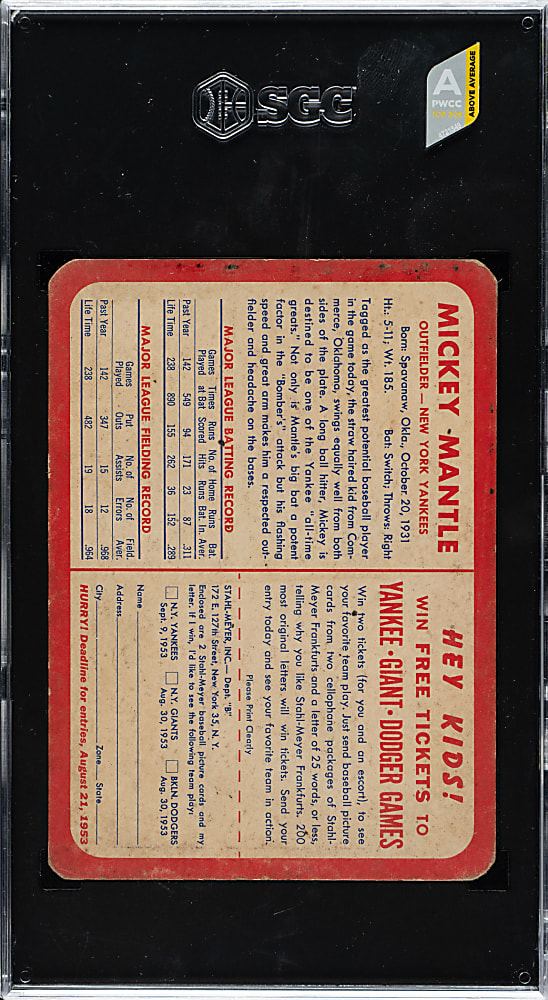 SGC
A
PWCC
ABOVE AVERAGE
MICKEY MANTLE
OUTFIELDER — NEW YORK YANKEES
Born: Spavanaw, Okla., October 20, 1931
Ht.: 5-11; Wt. 185. Bat: Switch; Throws: Right
Tagged as the greatest potential baseball player
in the game today, the straw haired kid from Com-
merce, Oklahoma, swings equally well from both
sides of the plate. A long ball hitter, Mickey is
destined to be one of the Yankee "all-time
greats." Not only is Mantle's big bat a potent
factor in the "Bomber's" attack but his flashing
speed and great arm makes him a respected out-
fielder and headache on the bases.
MAJOR LEAGUE BATTING RECORD
Games Times Runs No. of Home Runs Bat.
Played at Bat Scored Hits Runs Bat. In. Aver.
Past Year 142 549 94 171 23 87 .311
Life Time 238 890 155 262 36 152 .289
MAJOR LEAGUE FIELDING RECORD
Games Put No. of No. of Field.
Played Outs Assists Errors Aver.
Past Year 142 347 15 12 .968
Life Time 238 482 19 18 .964
HEY KIDS!
WIN FREE TICKETS TO
YANKEE · GIANT · DODGER GAMES
Win two tickets (for you and an escort), to see
your favorite team play. Just send baseball picture
cards from two cellophane packages of Stahl-
Meyer Frankfurts and a letter of 25 words, or less,
telling why you like Stahl-Meyer Frankfurts. 200
most original letters will win tickets. Send your
entry today and see your favorite team in action.
Please Print Clearly
STAHL-MEYER, INC.— Dept. "B"
172 E. 127th Street, New York 35, N. Y.
Enclosed are 2 Stahl-Meyer baseball picture cards and my
letter. If I win, I'd like to see the following team play:
N.Y. YANKEES N.Y. GIANTS BKLN. DODGERS
Sept. 9, 1953 Aug. 30, 1953 Aug. 30, 1953
Name
Address
City Zone State
HURRY! Deadline for entries, August 21, 1953